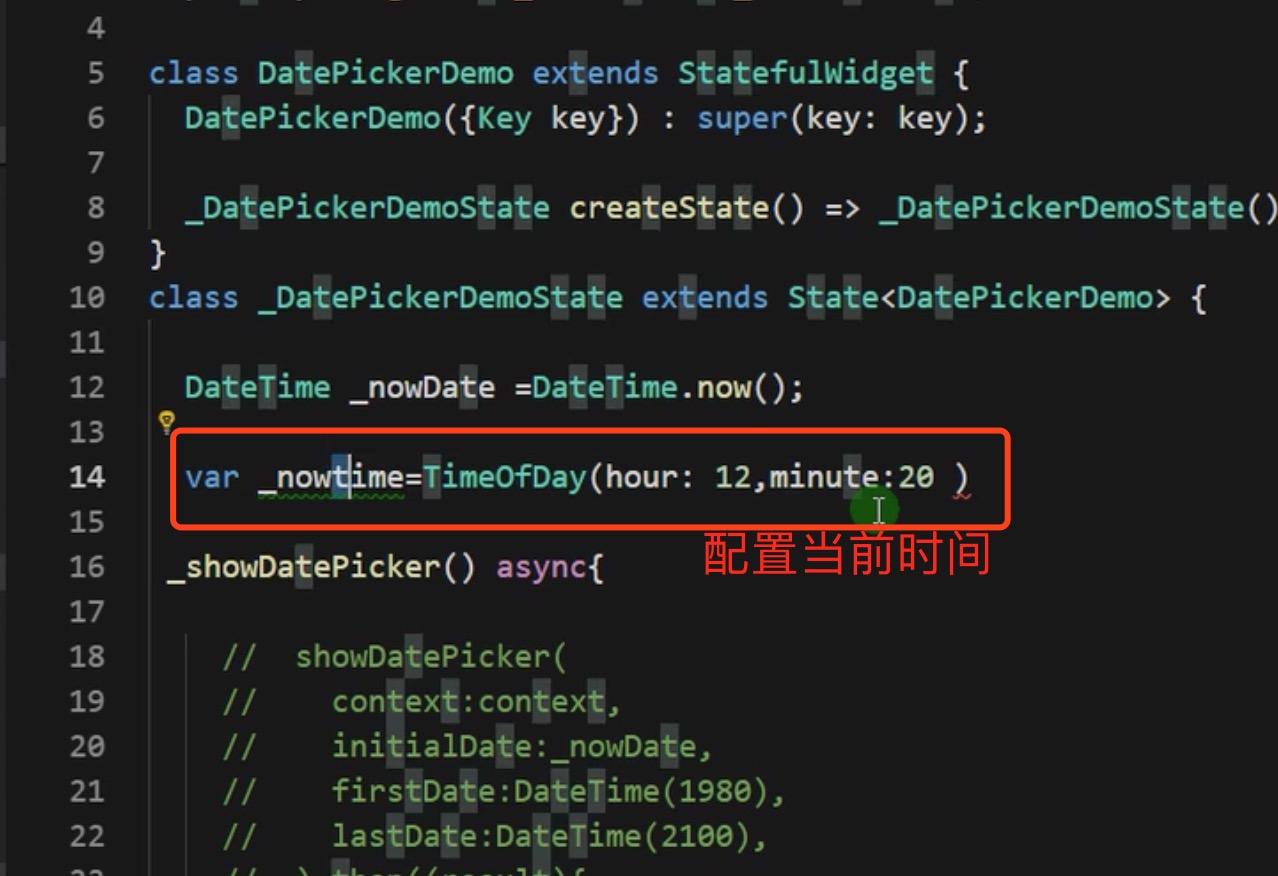 4
5 class DatePickerDemo extends StatefulWidget {
6 DatePickerDemo({Key key}) : super(key: key);
7
8 _DatePickerDemoState createState() => _DatePickerDemoState()
9 }
10 class _DatePickerDemoState extends State<DatePickerDemo> {
11
12 DateTime _nowDate =DateTime.now();
13
14 var _nowtime=TimeOfDay(hour: 12,minute:20 )
15
配置当前时间
16 _showDatePicker() async{
17
18 // showDatePicker(
19 // context:context,
20 // initialDate:_nowDate,
21 // firstDate:DateTime(1980),
22 // lastDate:DateTime(2100),
23 // ).then((result){